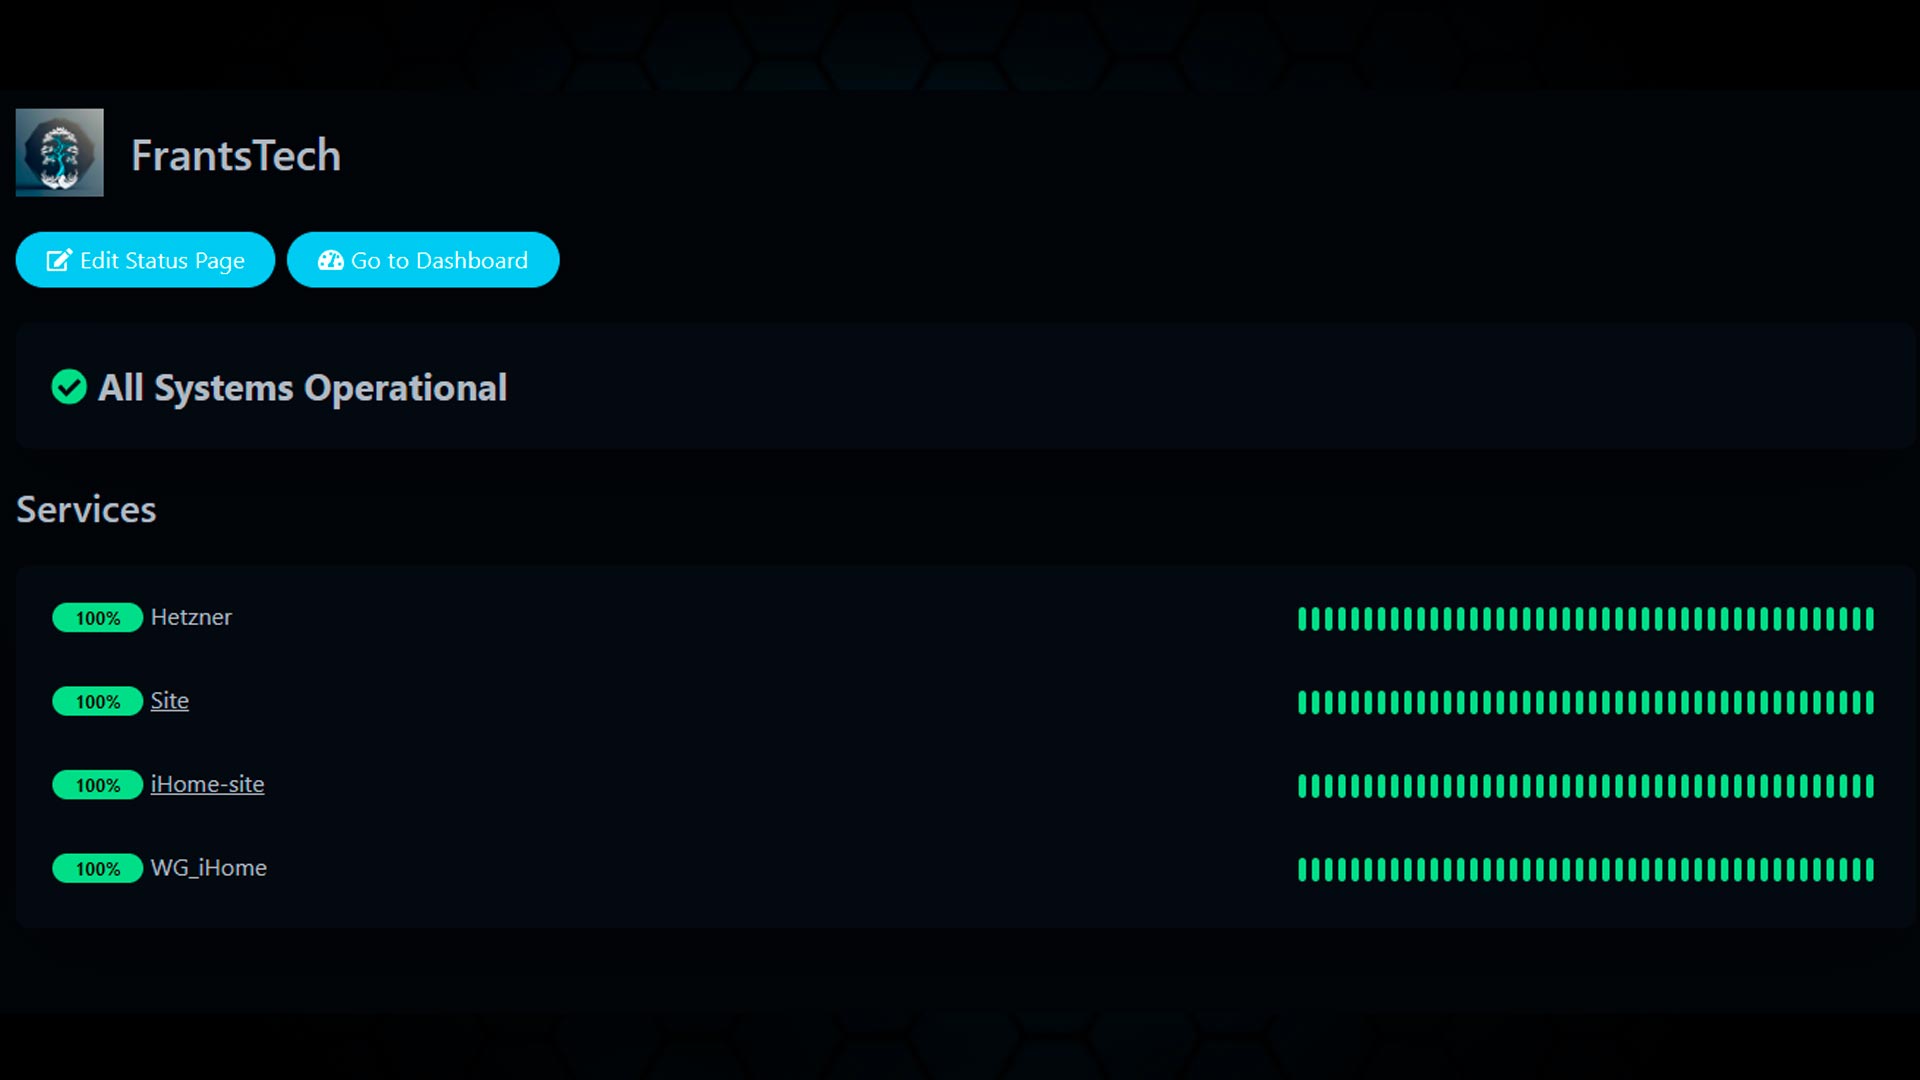 FrantsTech
Edit Status Page
Go to Dashboard
All Systems Operational
Services
100% Hetzner
100% Site
100% iHome-site
100% WG_iHome